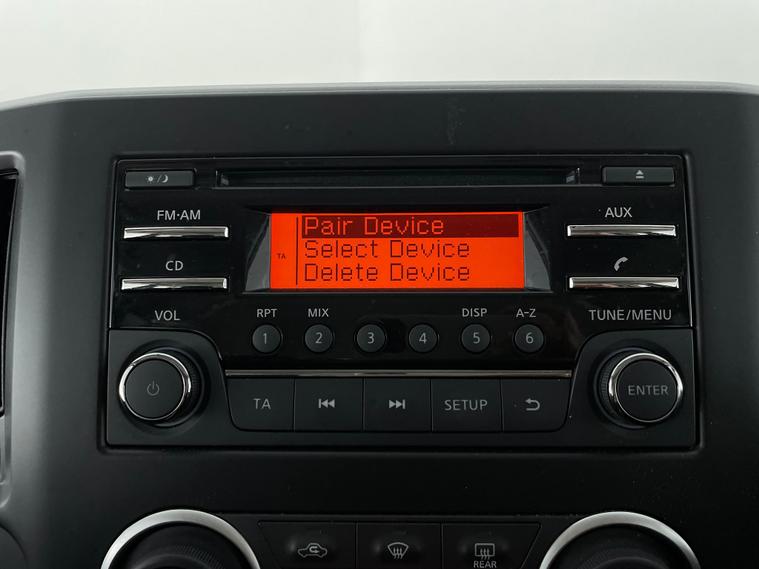 FM·AM
AUX
Pair Device
TA
Select Device
Delete Device
CD
VOL
RPT
MIX
DISP
A-Z
TUNE/MENU
1
2
3
4
5
6
TA
SETUP
ENTER
REAR